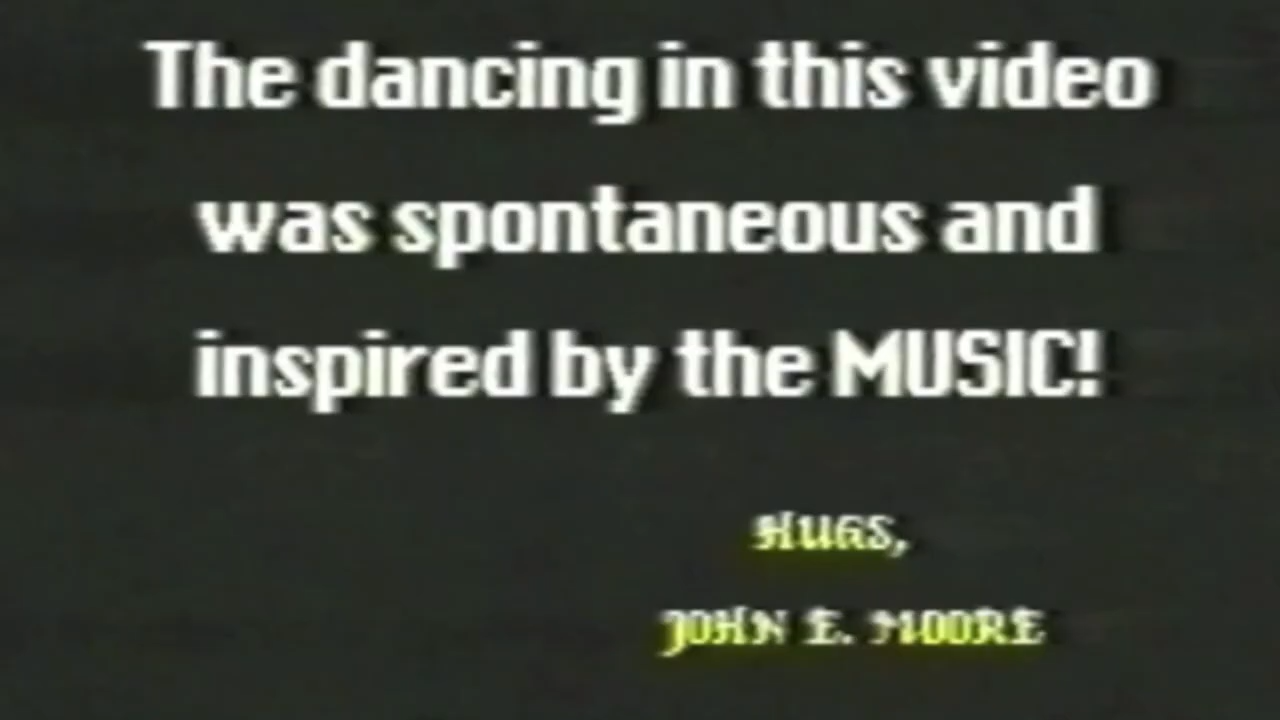 The dancing in this video
was spontaneous and
inspired by the MUSIC!
HUGS,
JOHN E. MOORE